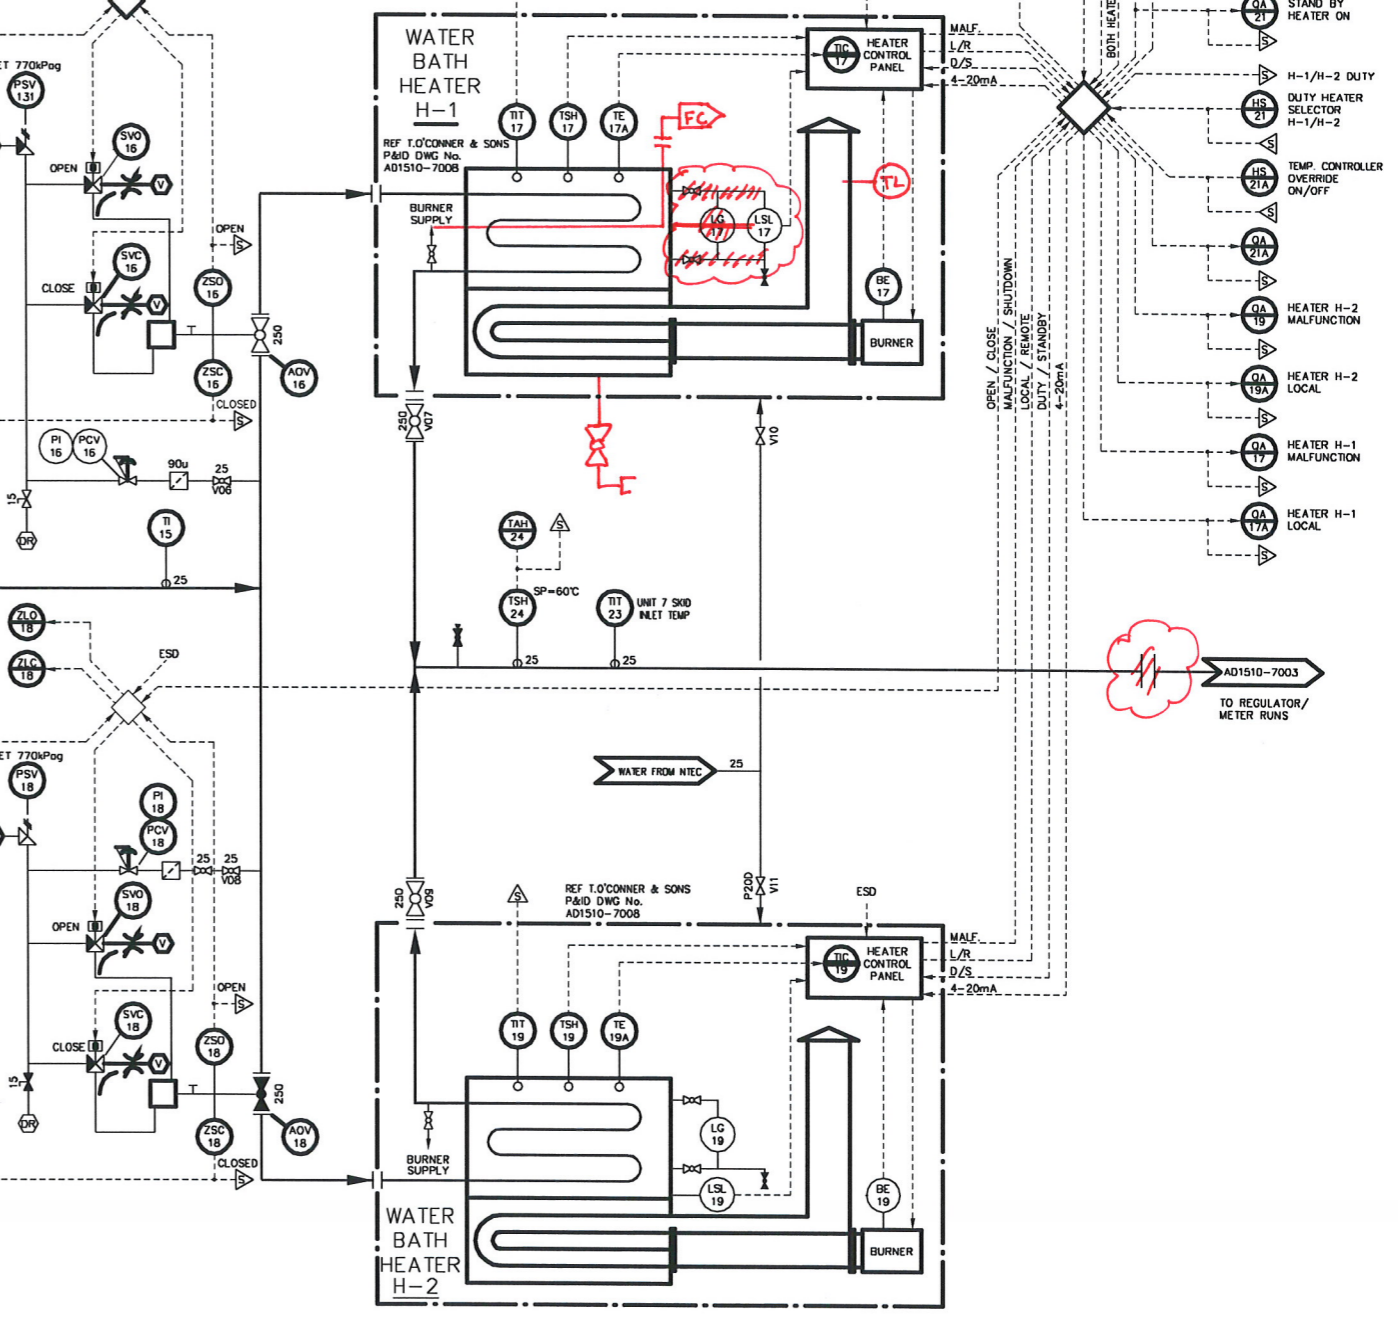 QA
21
STAND BY
HEATER ON
S
BOTH HEATE
S
H-1/H-2 DUTY
HS
21
DUTY HEATER
SELECTOR
H-1/H-2
S
HS
21A
TEMP. CONTROLLER
OVERRIDE
ON/OFF
S
QA
21A
S
QA
19
HEATER H-2
MALFUNCTION
S
QA
19A
HEATER H-2
LOCAL
S
QA
17
HEATER H-1
MALFUNCTION
S
QA
17A
HEATER H-1
LOCAL
S
WATER
BATH
HEATER
H-1
REF T.O'CONNER & SONS
P&ID DWG No.
AD1510-7008
TIT
17
TSH
17
TE
17A
FC
TIC
17
HEATER
CONTROL
PANEL
MALF.
L/R
D/S
4-20mA
TL
BURNER
SUPPLY
LG
17
LSL
17
BE
17
BURNER
OPEN / CLOSE
MALFUNCTION / SHUTDOWN
LOCAL / REMOTE
DUTY / STANDBY
4-20mA
ET 770kPag
PSV
131
SVO
16
OPEN
V
SVC
16
CLOSE
V
OPEN
S
ZSO
16
T
250
ZSC
16
AOV
16
CLOSED
S
PI
16
PCV
16
90u
25
V06
15
DR
250
V07
V10
TI
15
25
TAH
24
S
TSH
24
SP=60°C
25
TIT
23
UNIT 7 SKID
INLET TEMP
25
ZLO
18
ZLC
18
ESD
AD1510-7003
TO REGULATOR/
METER RUNS
WATER FROM NTEC
25
ET 770kPag
PSV
18
PI
18
PCV
18
25
25
V08
SVO
18
OPEN
V
SVC
18
CLOSE
V
OPEN
S
ZSO
18
T
250
ZSC
18
AOV
18
CLOSED
S
15
DR
250
V09
P20D
V11
S
REF T.O'CONNER & SONS
P&ID DWG No.
AD1510-7008
ESD
TIT
19
TSH
19
TE
19A
TIC
19
HEATER
CONTROL
PANEL
MALF.
L/R
D/S
4-20mA
BURNER
SUPPLY
LG
19
LSL
19
BE
19
BURNER
WATER
BATH
HEATER
H-2